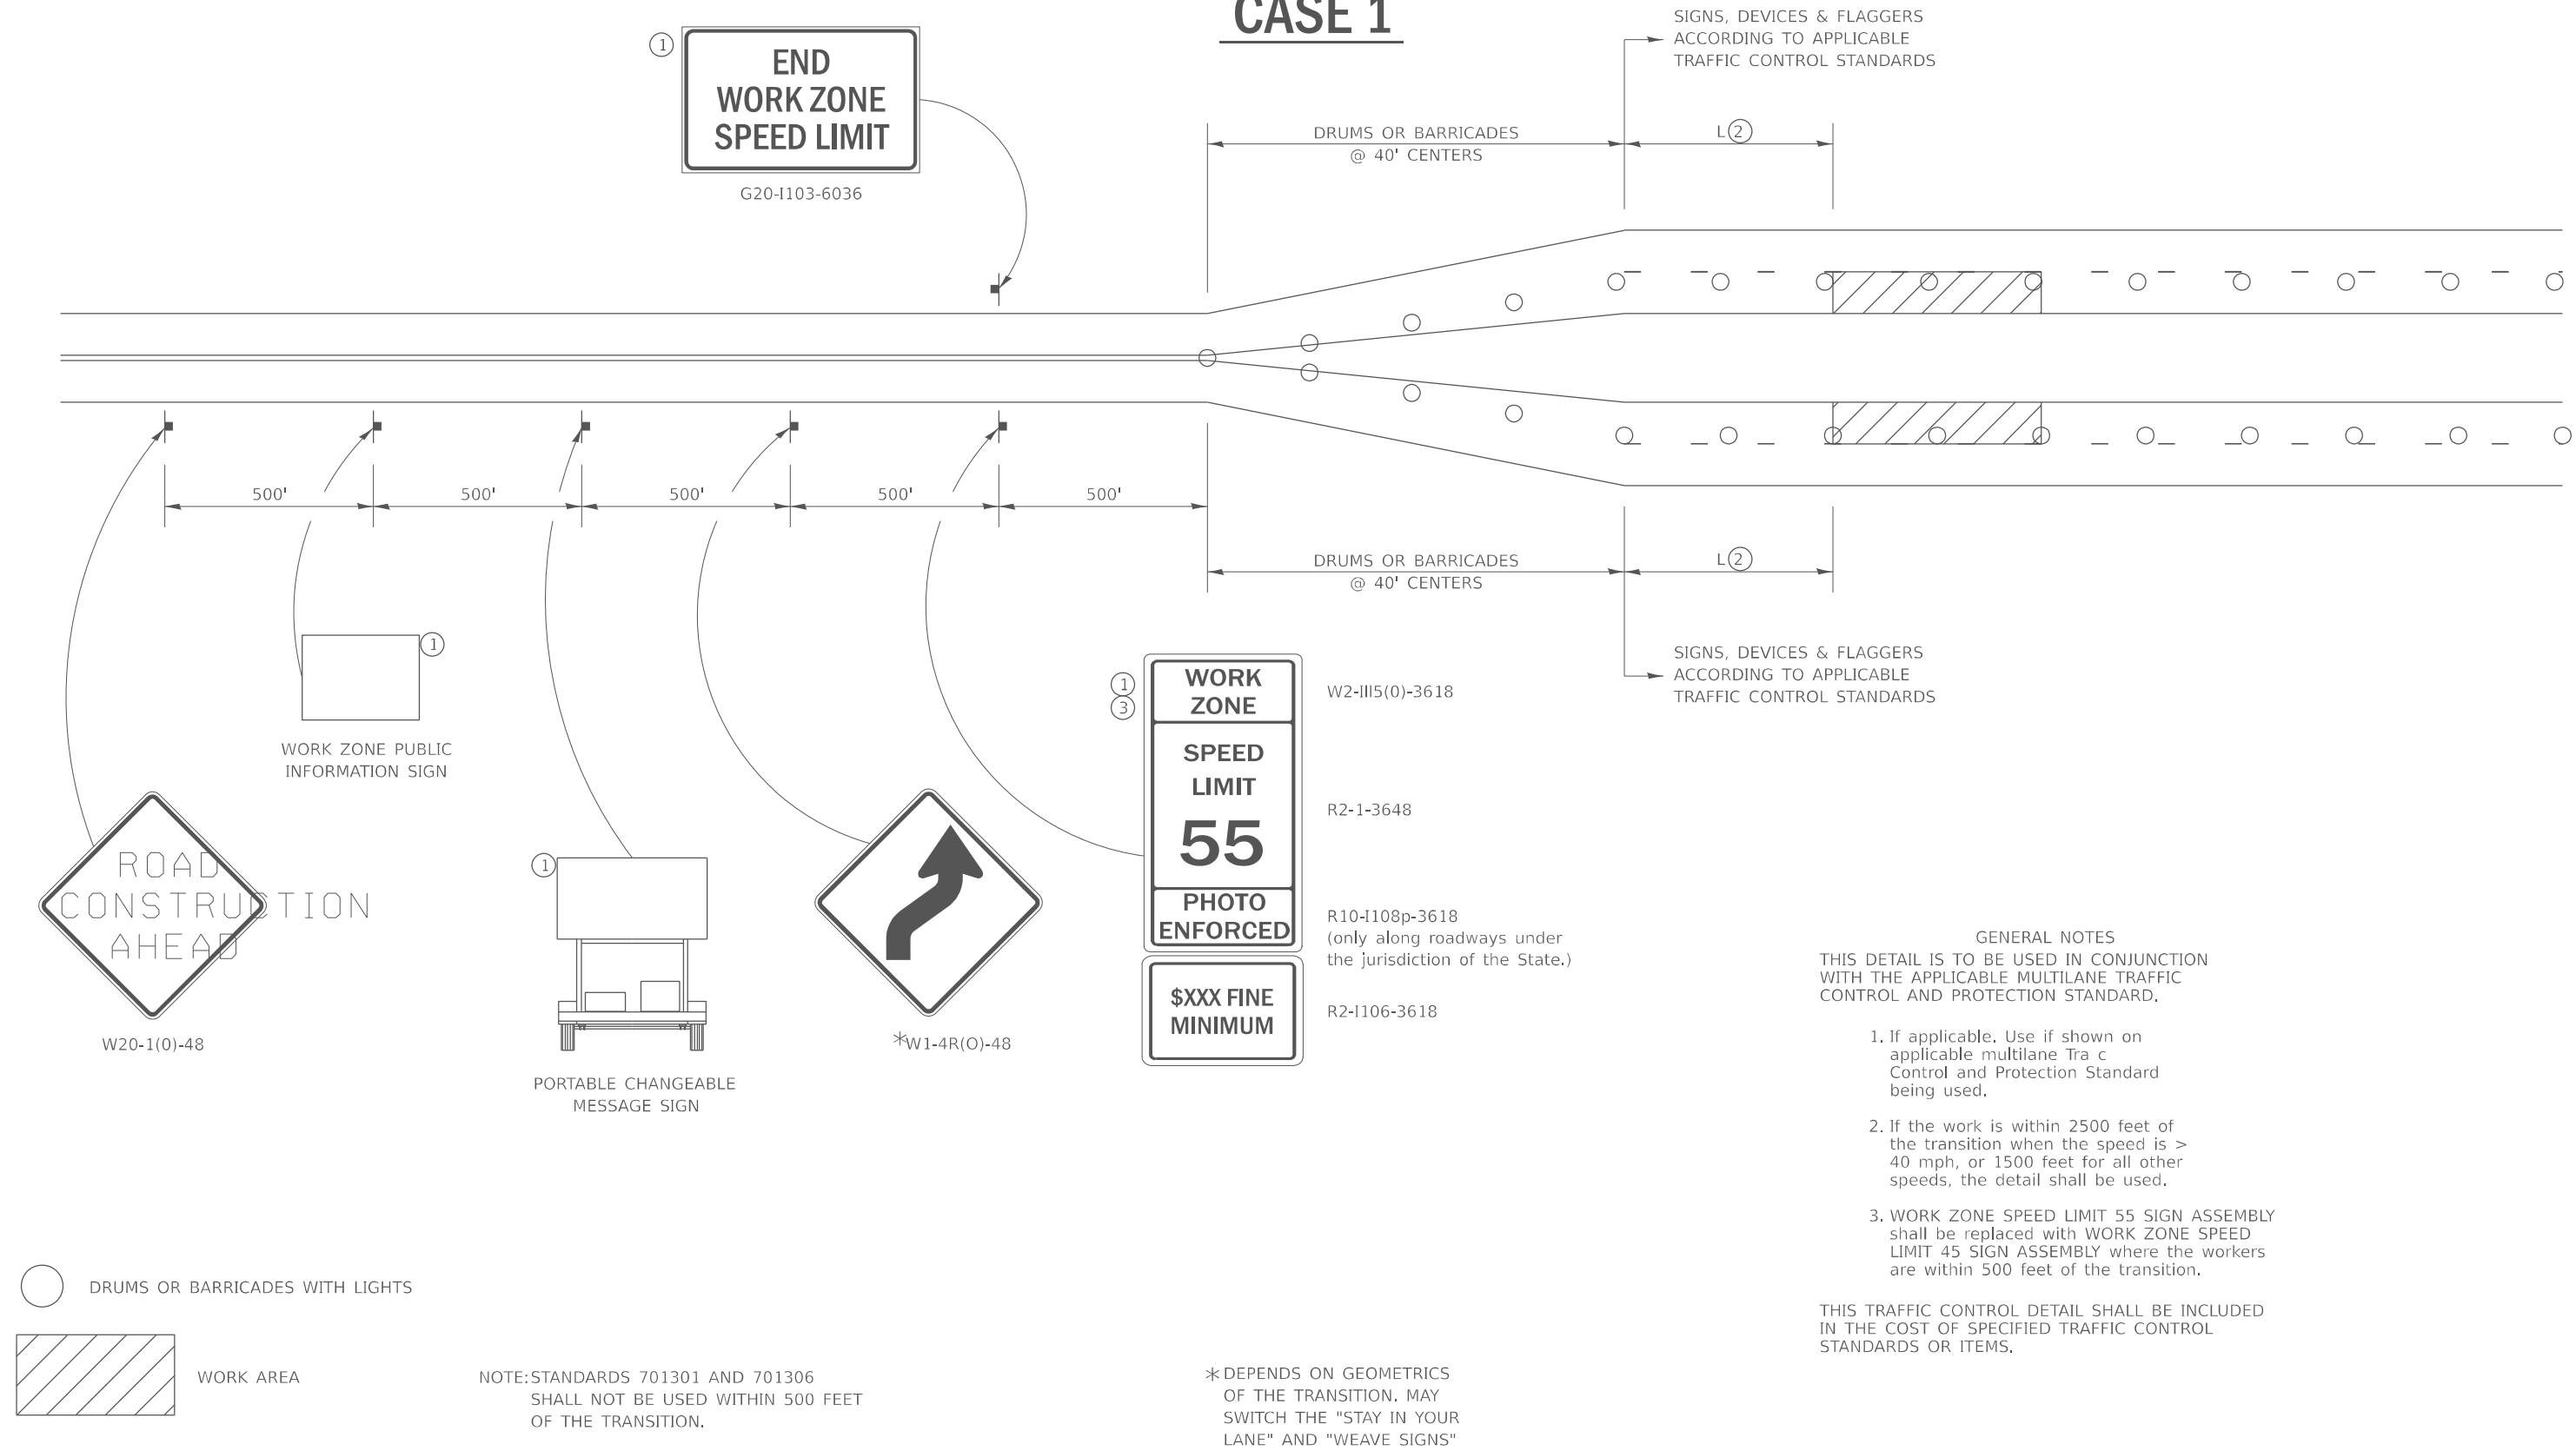 CASE 1
SIGNS, DEVICES & FLAGGERS
ACCORDING TO APPLICABLE
TRAFFIC CONTROL STANDARDS
1
END
WORK ZONE
SPEED LIMIT
G20-I103-6036
DRUMS OR BARRICADES
@ 40' CENTERS
L 2
500'
500'
500'
500'
500'
DRUMS OR BARRICADES
@ 40' CENTERS
L 2
SIGNS, DEVICES & FLAGGERS
ACCORDING TO APPLICABLE
TRAFFIC CONTROL STANDARDS
1
WORK ZONE PUBLIC
INFORMATION SIGN
ROAD
CONSTRUCTION
AHEAD
W20-1(0)-48
1
PORTABLE CHANGEABLE
MESSAGE SIGN
*W1-4R(O)-48
1
3
WORK
ZONE
SPEED
LIMIT
55
PHOTO
ENFORCED
$XXX FINE
MINIMUM
W2-III5(0)-3618
R2-1-3648
R10-I108p-3618
(only along roadways under
the jurisdiction of the State.)
R2-I106-3618
GENERAL NOTES
THIS DETAIL IS TO BE USED IN CONJUNCTION
WITH THE APPLICABLE MULTILANE TRAFFIC
CONTROL AND PROTECTION STANDARD.
1. If applicable. Use if shown on
applicable multilane Tra c
Control and Protection Standard
being used.
2. If the work is within 2500 feet of
the transition when the speed is >
40 mph, or 1500 feet for all other
speeds, the detail shall be used.
3. WORK ZONE SPEED LIMIT 55 SIGN ASSEMBLY
shall be replaced with WORK ZONE SPEED
LIMIT 45 SIGN ASSEMBLY where the workers
are within 500 feet of the transition.
THIS TRAFFIC CONTROL DETAIL SHALL BE INCLUDED
IN THE COST OF SPECIFIED TRAFFIC CONTROL
STANDARDS OR ITEMS.
DRUMS OR BARRICADES WITH LIGHTS
WORK AREA
NOTE: STANDARDS 701301 AND 701306
SHALL NOT BE USED WITHIN 500 FEET
OF THE TRANSITION.
* DEPENDS ON GEOMETRICS
OF THE TRANSITION. MAY
SWITCH THE "STAY IN YOUR
LANE" AND "WEAVE SIGNS"